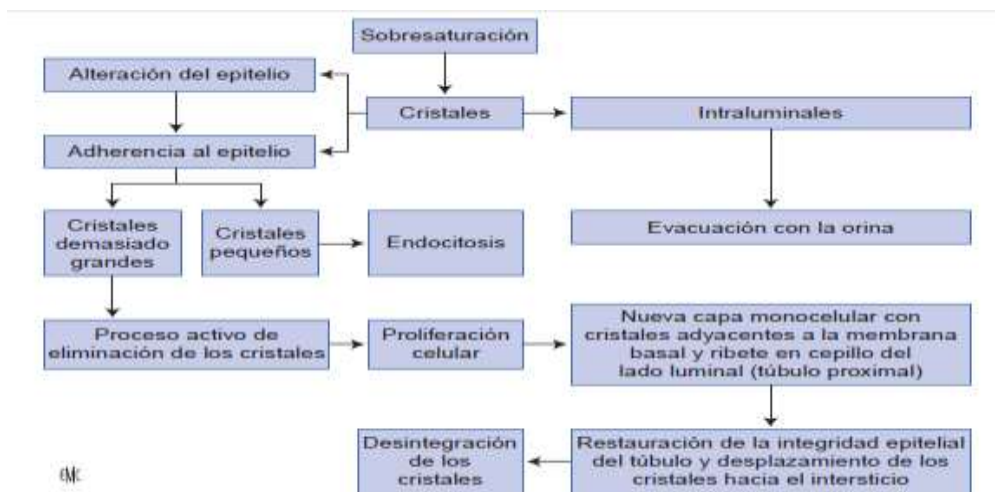 Sobresaturación
Alteración del epitelio
Cristales
Intraluminales
Adherencia al epitelio
Cristales
demasiado
grandes
Cristales
pequeños
Endocitosis
Evacuación con la orina
Proceso activo de
eliminación de los cristales
Proliferación
celular
Nueva capa monocelular con
cristales adyacentes a la membrana
basal y ribete en cepillo del
lado luminal (túbulo proximal)
Desintegración
de los
cristales
Restauración de la integridad epitelial
del túbulo y desplazamiento de los
cristales hacia el intersticio
EMC